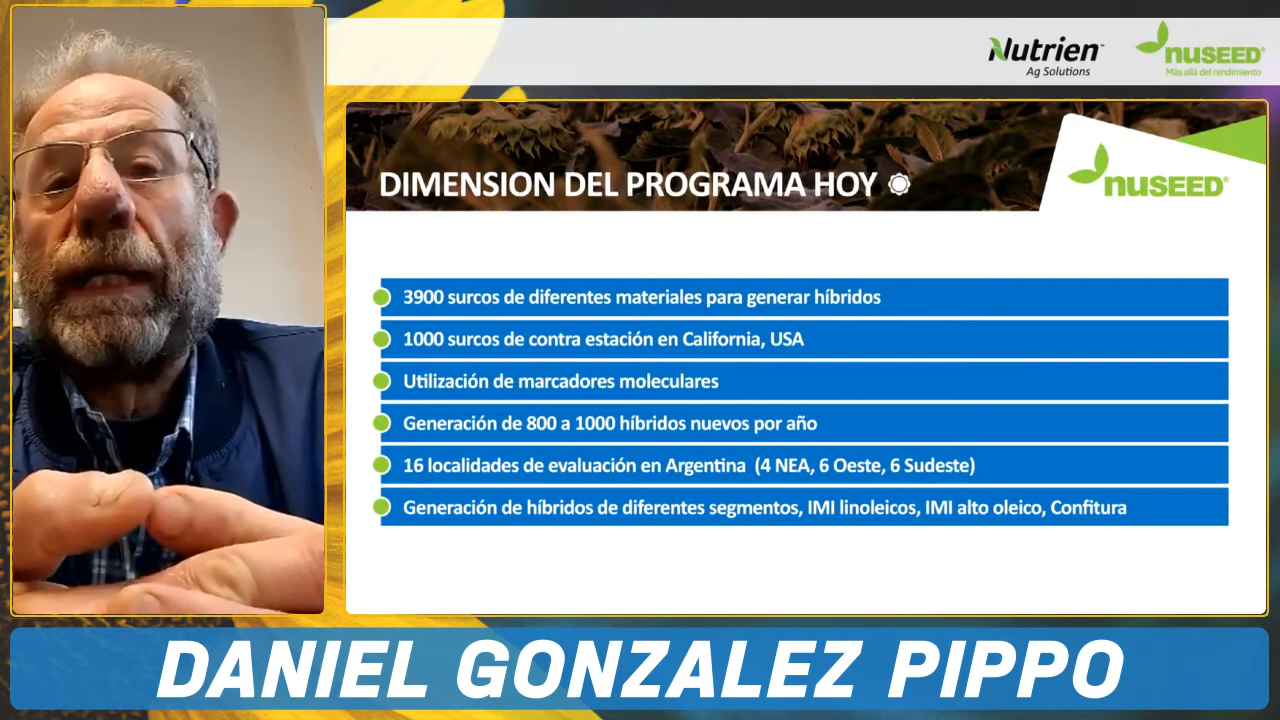 Nutrien
Ag Solutions
NUSEED
Más allá del rendimiento
DIMENSION DEL PROGRAMA HOY
NUSEED
3900 surcos de diferentes materiales para generar híbridos
1000 surcos de contra estación en California, USA
Utilización de marcadores moleculares
Generación de 800 a 1000 híbridos nuevos por año
16 localidades de evaluación en Argentina (4 NEA, 6 Oeste, 6 Sudeste)
Generación de híbridos de diferentes segmentos, IMI linoleicos, IMI alto oleico, Confitura
DANIEL GONZALEZ PIPPO